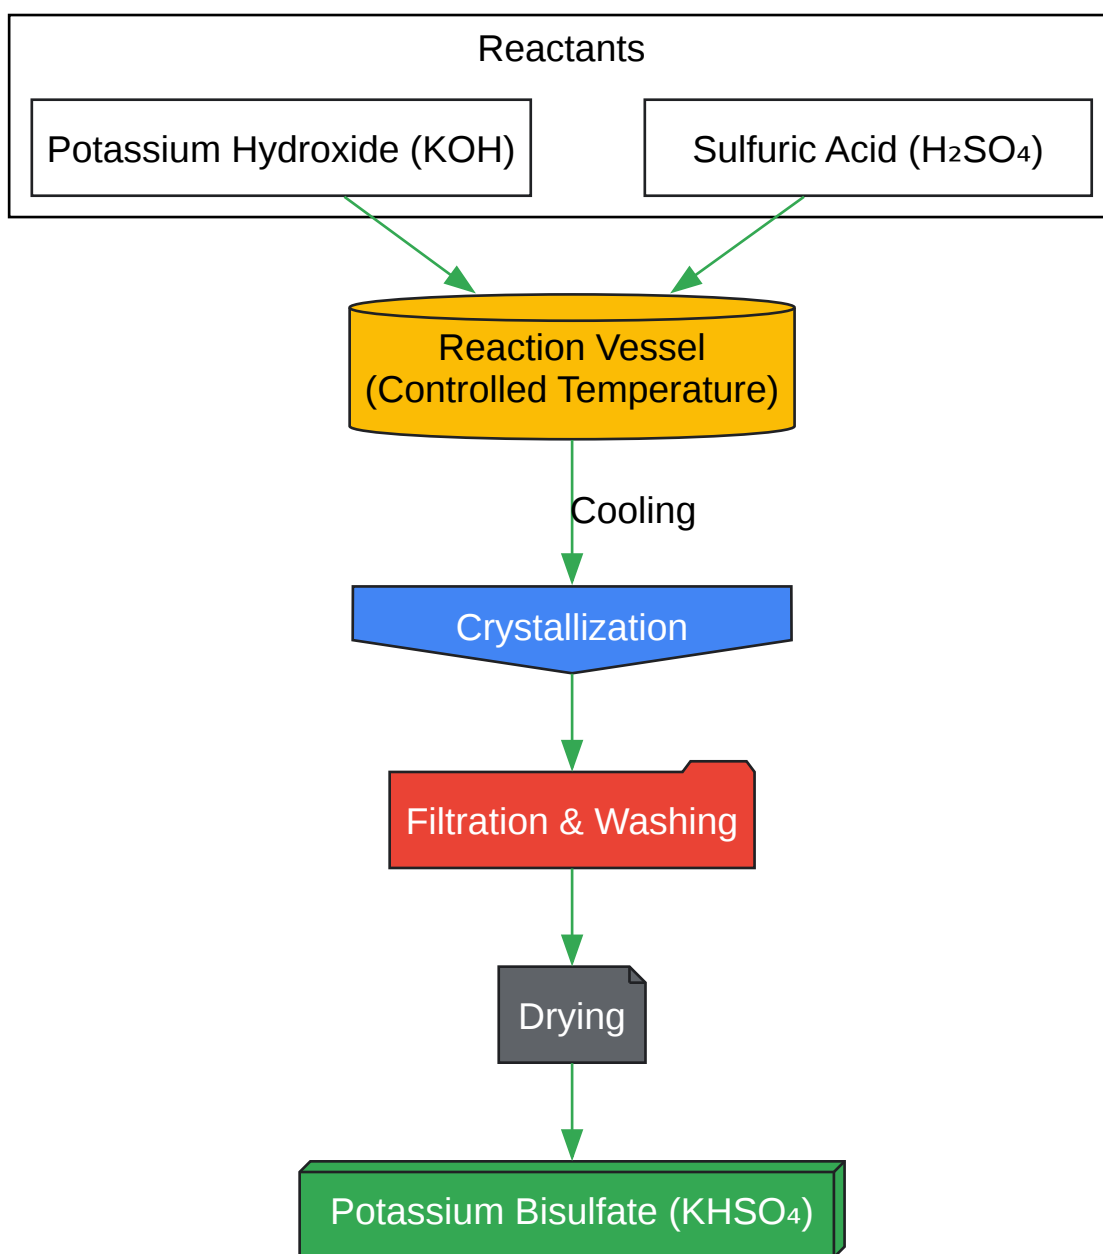 Reactants
Potassium Hydroxide (KOH)
Sulfuric Acid (H₂SO₄)
Reaction Vessel
(Controlled Temperature)
Cooling
Crystallization
Filtration & Washing
Drying
Potassium Bisulfate (KHSO₄)